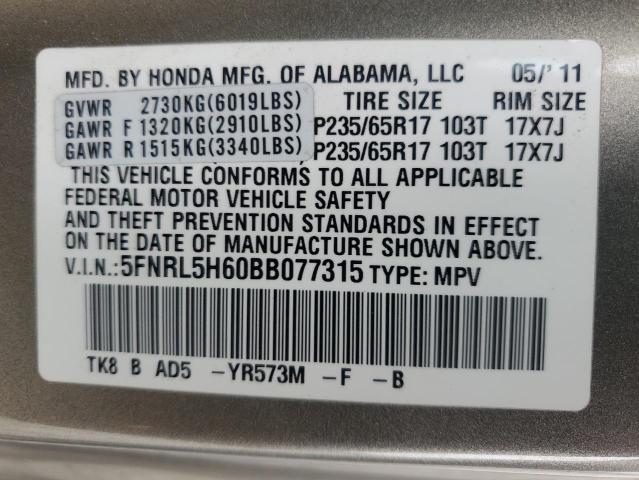 MFD. BY HONDA MFG. OF ALABAMA, LLC 05/'11
GVWR 2730KG(6019LBS) TIRE SIZE RIM SIZE
GAWR F 1320KG(2910LBS) P235/65R17 103T 17X7J
GAWR R 1515KG(3340LBS) P235/65R17 103T 17X7J
THIS VEHICLE CONFORMS TO ALL APPLICABLE
FEDERAL MOTOR VEHICLE SAFETY
AND THEFT PREVENTION STANDARDS IN EFFECT
ON THE DATE OF MANUFACTURE SHOWN ABOVE.
V.I.N.:5FNRL5H60BB077315 TYPE: MPV
TK8 B AD5 -YR573M -F -B